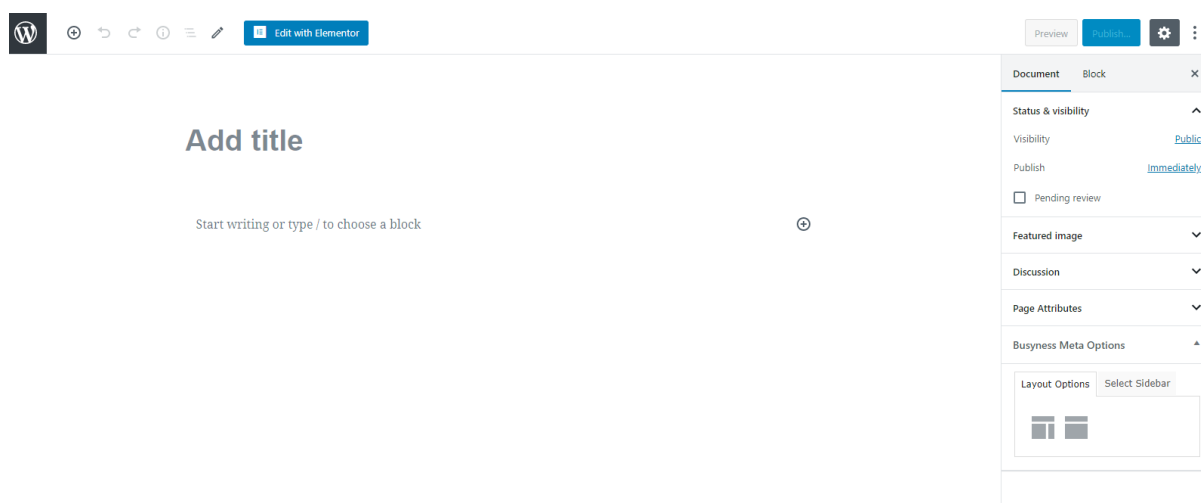 Edit with Elementor
Preview
Publish...
Document
Block
Status & visibility
Visibility
Public
Publish
Immediately
Pending review
Featured image
Discussion
Page Attributes
Busyness Meta Options
Layout Options
Select Sidebar
Add title
Start writing or type / to choose a block